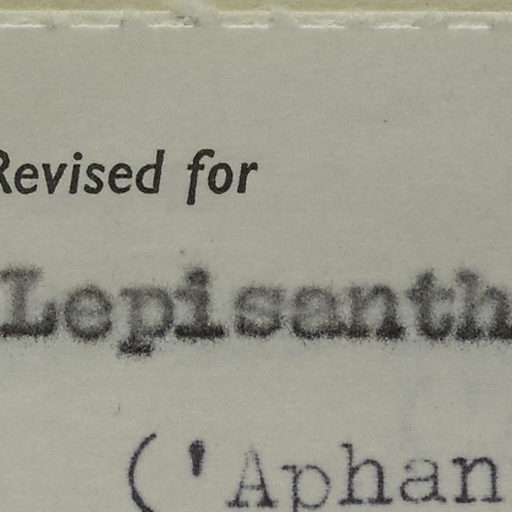 Revised for
Lepisanth
('Aphan